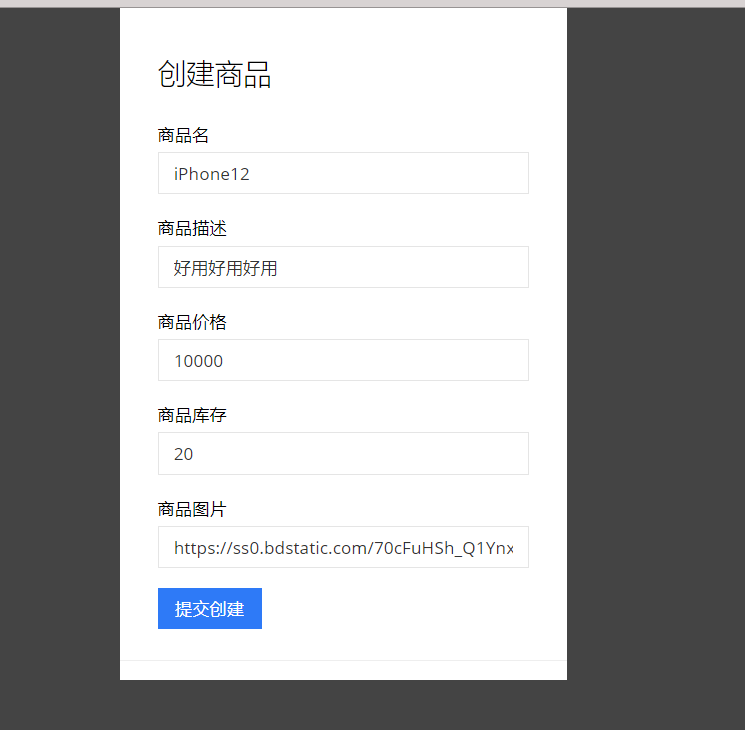 创建商品
商品名
iPhone12
商品描述
好用好用好用
商品价格
10000
商品库存
20
商品图片
https://ss0.bdstatic.com/70cFuHSh_Q1Ynx
提交创建